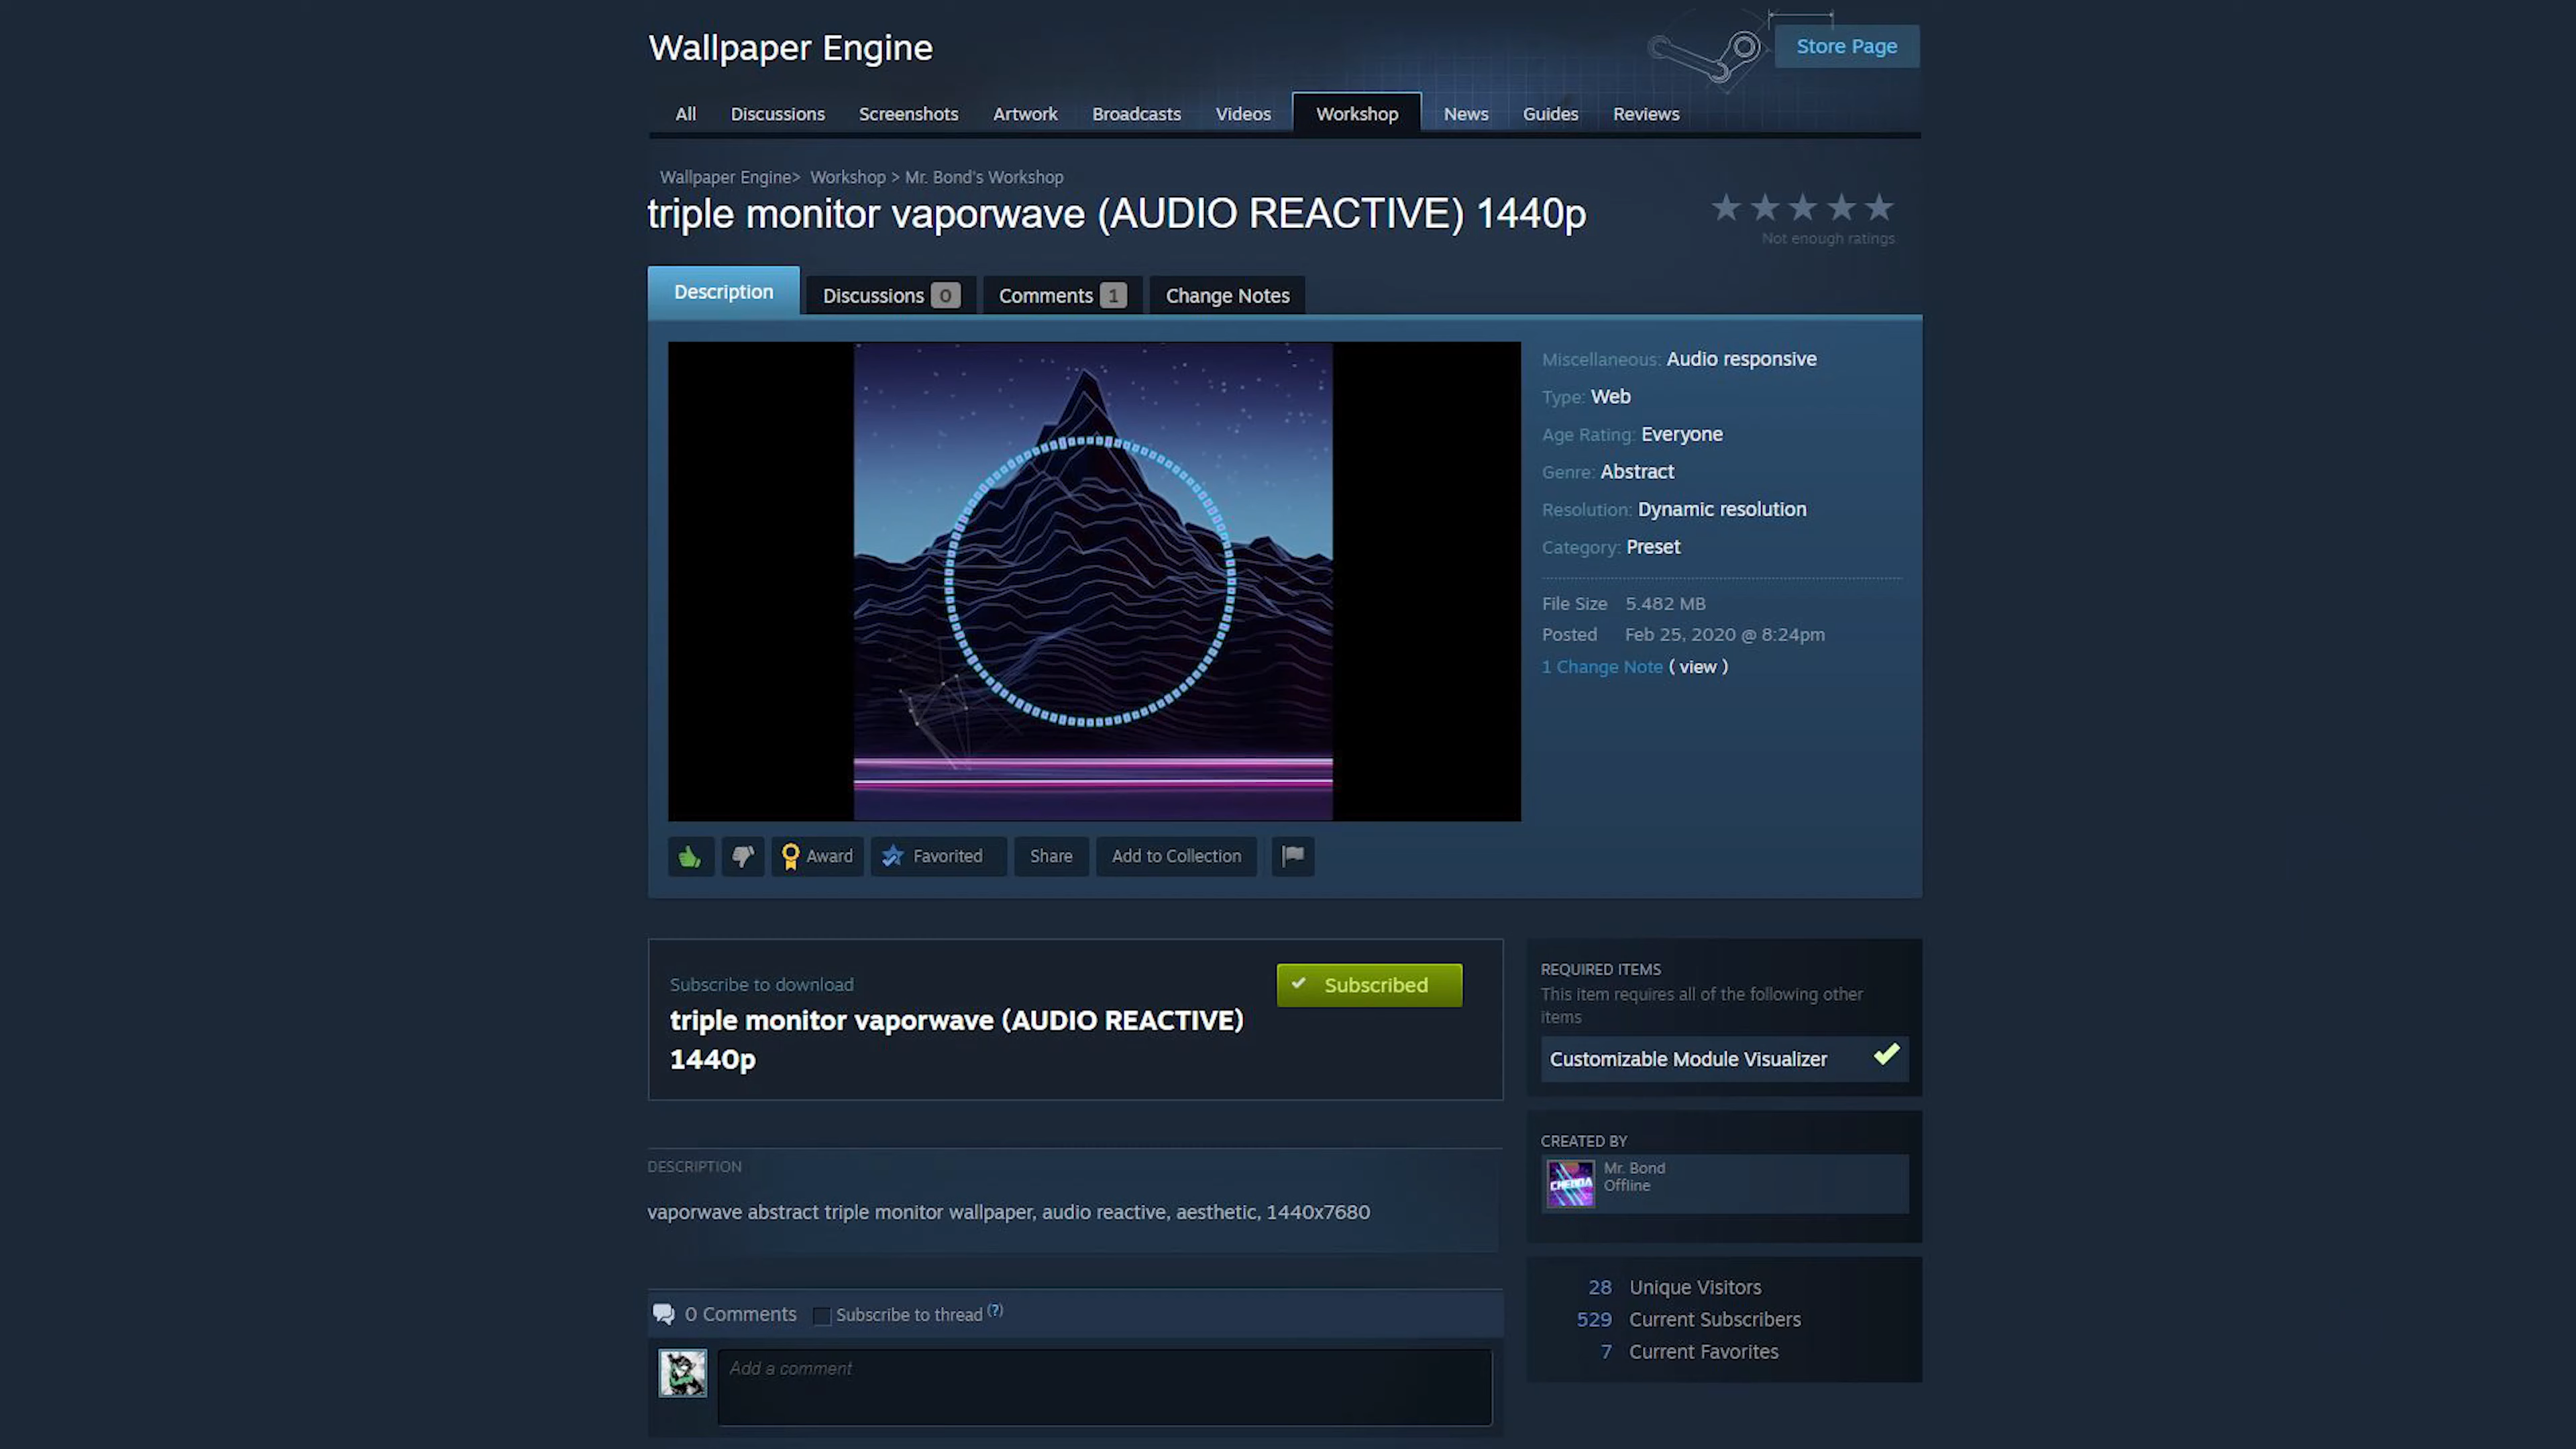 Wallpaper Engine
Store Page
All Discussions Screenshots Artwork Broadcasts Videos Workshop News Guides Reviews
Wallpaper Engine> Workshop > Mr. Bond's Workshop
triple monitor vaporwave (AUDIO REACTIVE) 1440p
Not enough ratings
Description Discussions 0 Comments 1 Change Notes
Miscellaneous: Audio responsive
Type: Web
Age Rating: Everyone
Genre: Abstract
Resolution: Dynamic resolution
Category: Preset
File Size 5.482 MB
Posted Feb 25, 2020 @ 8:24pm
1 Change Note ( view )
Award Favorited Share Add to Collection
Subscribe to download
triple monitor vaporwave (AUDIO REACTIVE)
1440p
Subscribed
REQUIRED ITEMS
This item requires all of the following other
items
Customizable Module Visualizer
CREATED BY
CHEDDA
Mr. Bond
Offline
DESCRIPTION
vaporwave abstract triple monitor wallpaper, audio reactive, aesthetic, 1440x7680
28 Unique Visitors
529 Current Subscribers
7 Current Favorites
0 Comments Subscribe to thread (?)
Add a comment